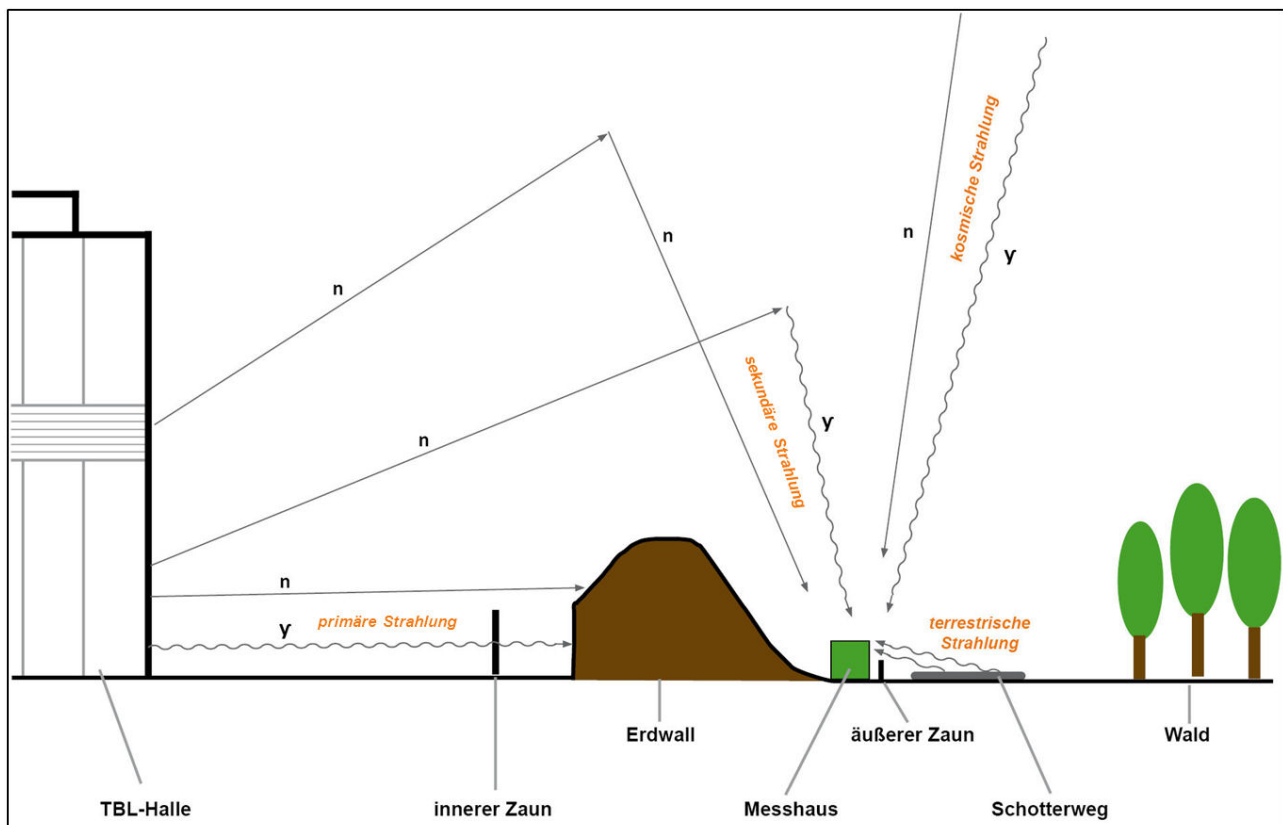 kosmische Strahlung
n
n
n
γ
n
sekundäre Strahlung
γ
n
primäre Strahlung
γ
terrestrische
Strahlung
Erdwall
äußerer Zaun
Wald
TBL-Halle
innerer Zaun
Messhaus
Schotterweg